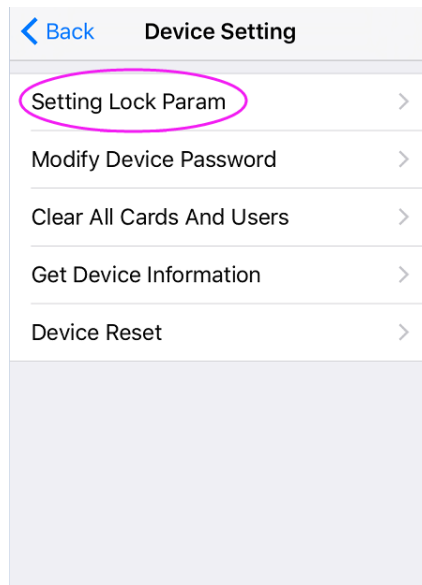 Back Device Setting
Setting Lock Param
Modify Device Password
Clear All Cards And Users
Get Device Information
Device Reset